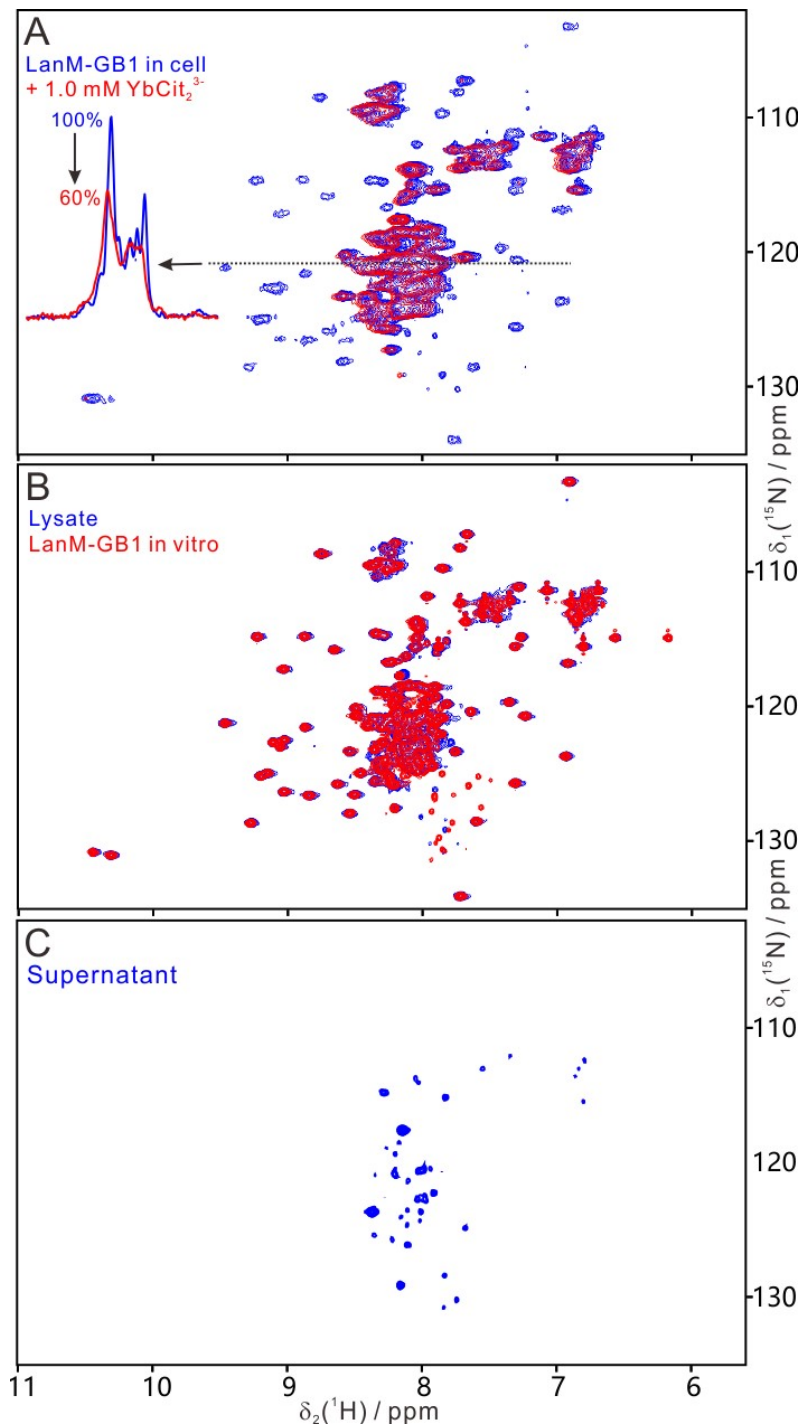 A
LanM-GB1 in cell
+ 1.0 mM YbCit₂³⁻
100%
60%
110
120
130
δ₁(¹⁵N) / ppm
B
Lysate
LanM-GB1 in vitro
110
120
130
δ₁(¹⁵N) / ppm
C
Supernatant
110
120
130
11 10 9 8 7 6
δ₂(¹H) / ppm